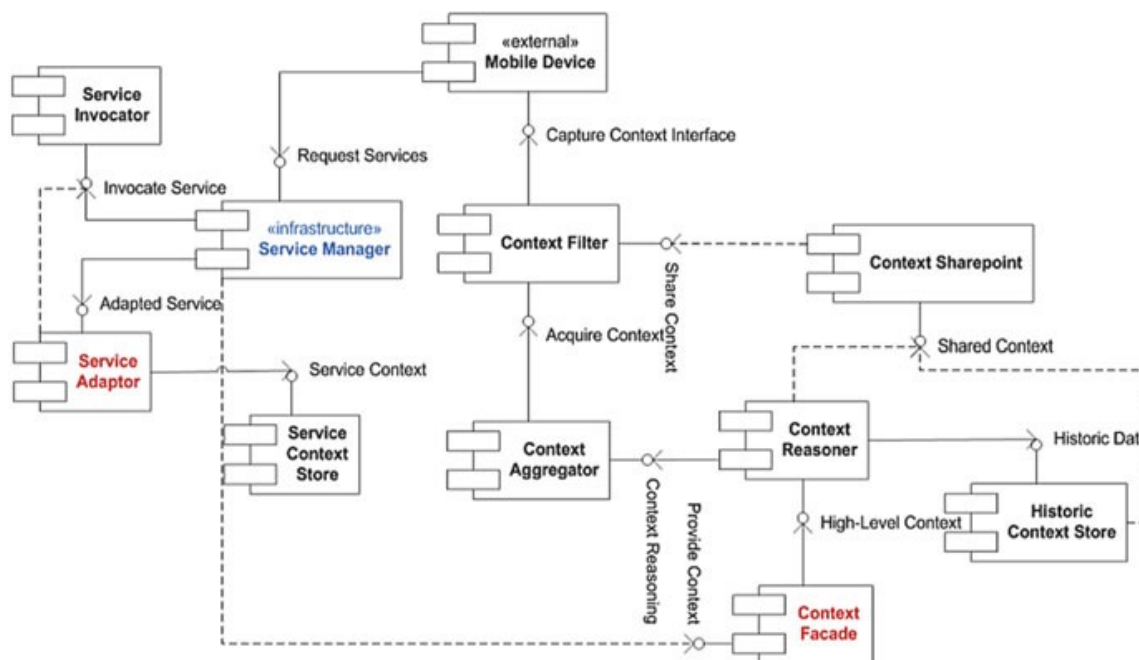 «external»
Mobile Device
Service
Invocator
Capture Context Interface
Request Services
Invocate Service
«infrastructure»
Service Manager
Context Filter
Context Sharepoint
Share Context
Adapted Service
Acquire Context
Shared Context
Service
Adaptor
Service Context
Service
Context
Store
Context
Aggregator
Context
Reasoner
Historic Dat
Context Reasoning
Provide Context
High-Level Context
Historic
Context Store
Context
Facade